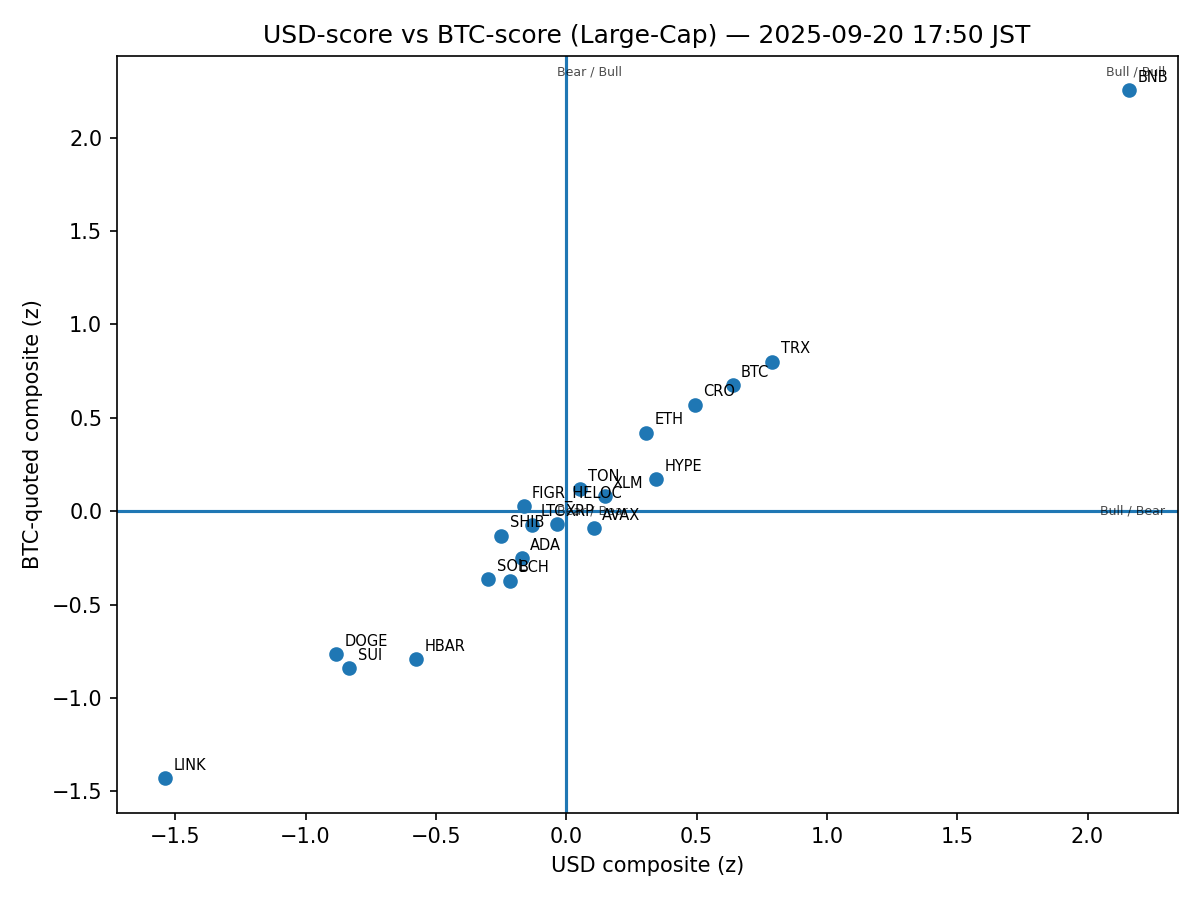 USD-score vs BTC-score (Large-Cap) — 2025-09-20 17:50 JST
Bear / Bull
Bull / Bull
BNB
2.0
1.5
1.0
TRX
BTC
CRO
0.5
ETH
HYPE
TON
XLM
FIGR_HELOC
LTC
XRP
AVAX
0.0
Bear / Bear
Bull / Bear
SHIB
ADA
SOL
BCH
−0.5
DOGE
SUI
HBAR
−1.0
LINK
−1.5
BTC-quoted composite (z)
−1.5
−1.0
−0.5
0.0
0.5
1.0
1.5
2.0
USD composite (z)